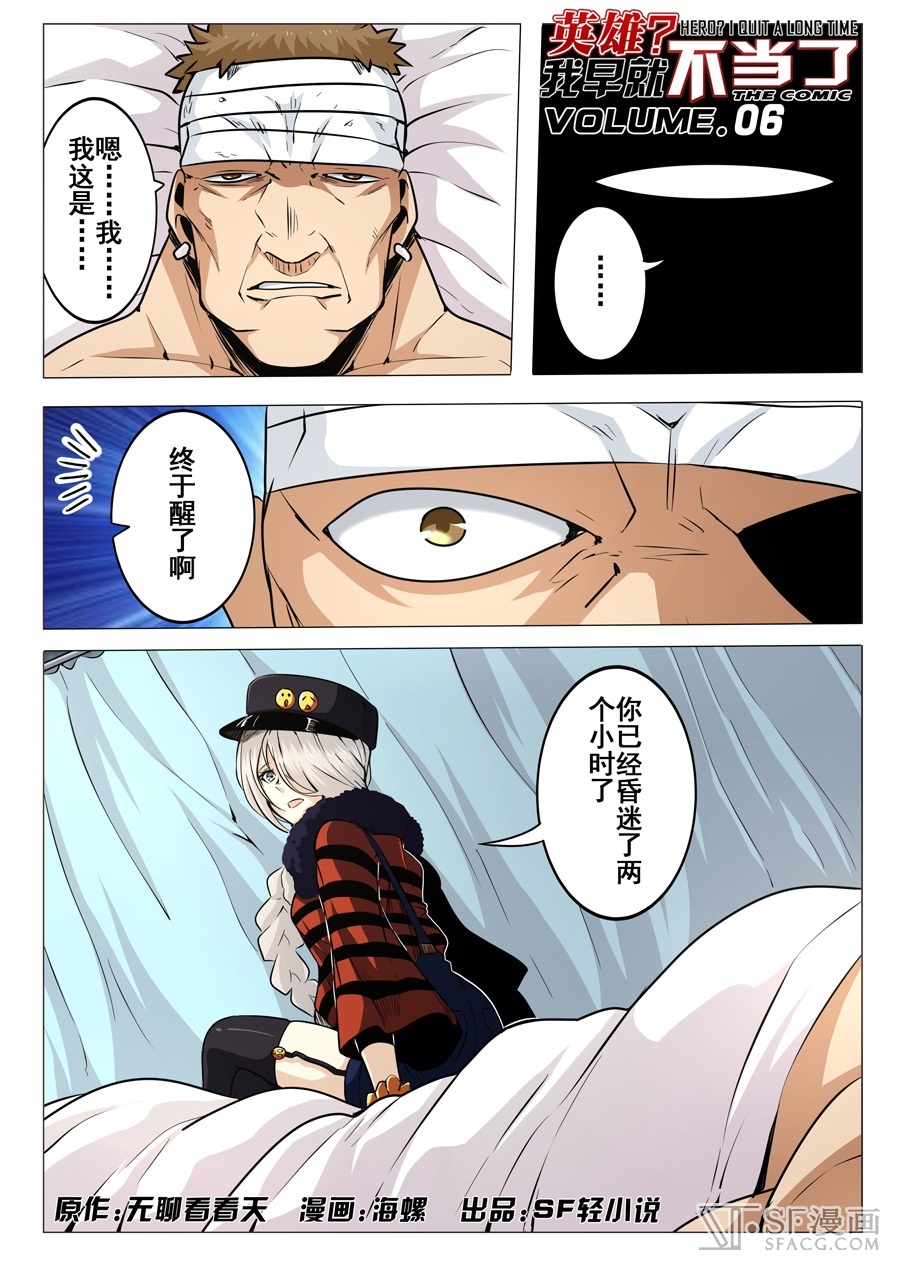 英雄？
HERO? I QUIT A LONG TIME
我早就
不当了
THE COMIC
VOLUME.06
……
嗯……我……
我这是……
终于醒了啊
你已经昏迷了两
个小时了
原作:无聊看看天 漫画:海螺 出品:SF轻小说
SF漫画
SFACG.COM